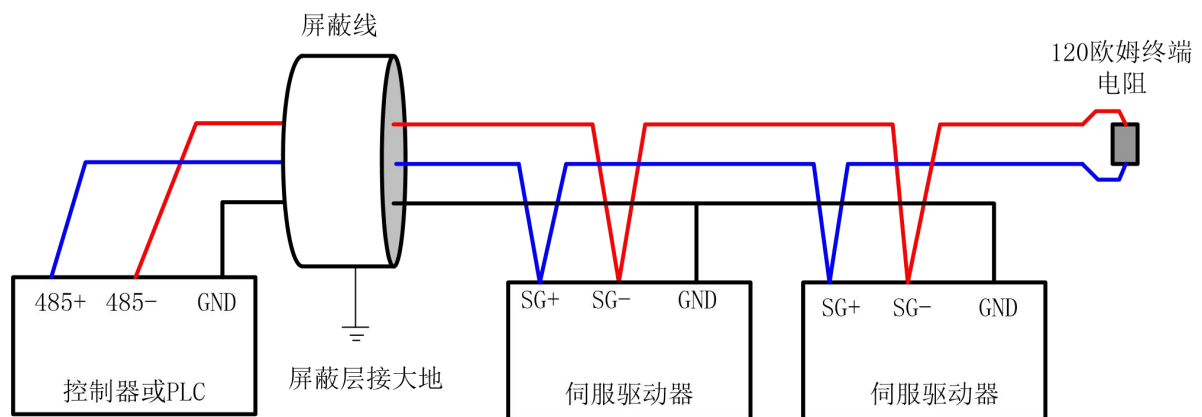 屏蔽线
120欧姆终端
电阻
485+ 485- GND
SG+ SG- GND
SG+ SG- GND
控制器或PLC
屏蔽层接大地
伺服驱动器
伺服驱动器